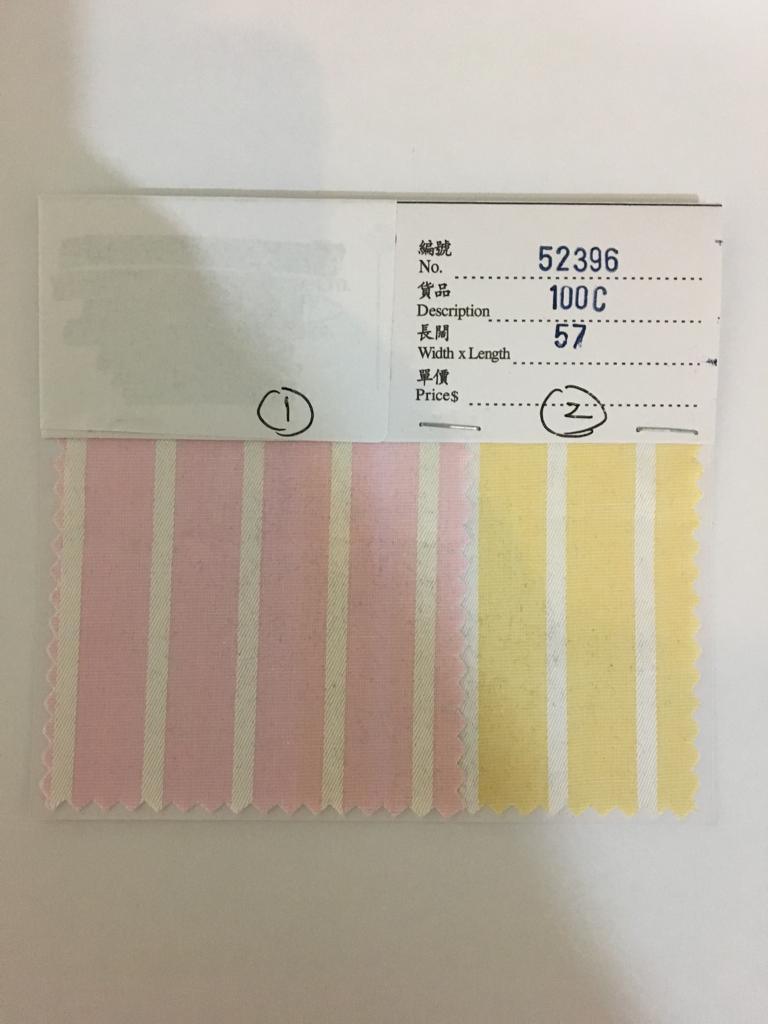 編號
No. 52396
貨品
Description 100C
長闊
Width x Length 57
單價
Price$
1
2